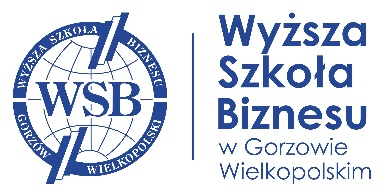 WYŻSZA SZKOŁA BIZNESU
WSB
GORZÓW WIELKOPOLSKI
Wyższa
Szkoła
Biznesu
w Gorzowie
Wielkopolskim